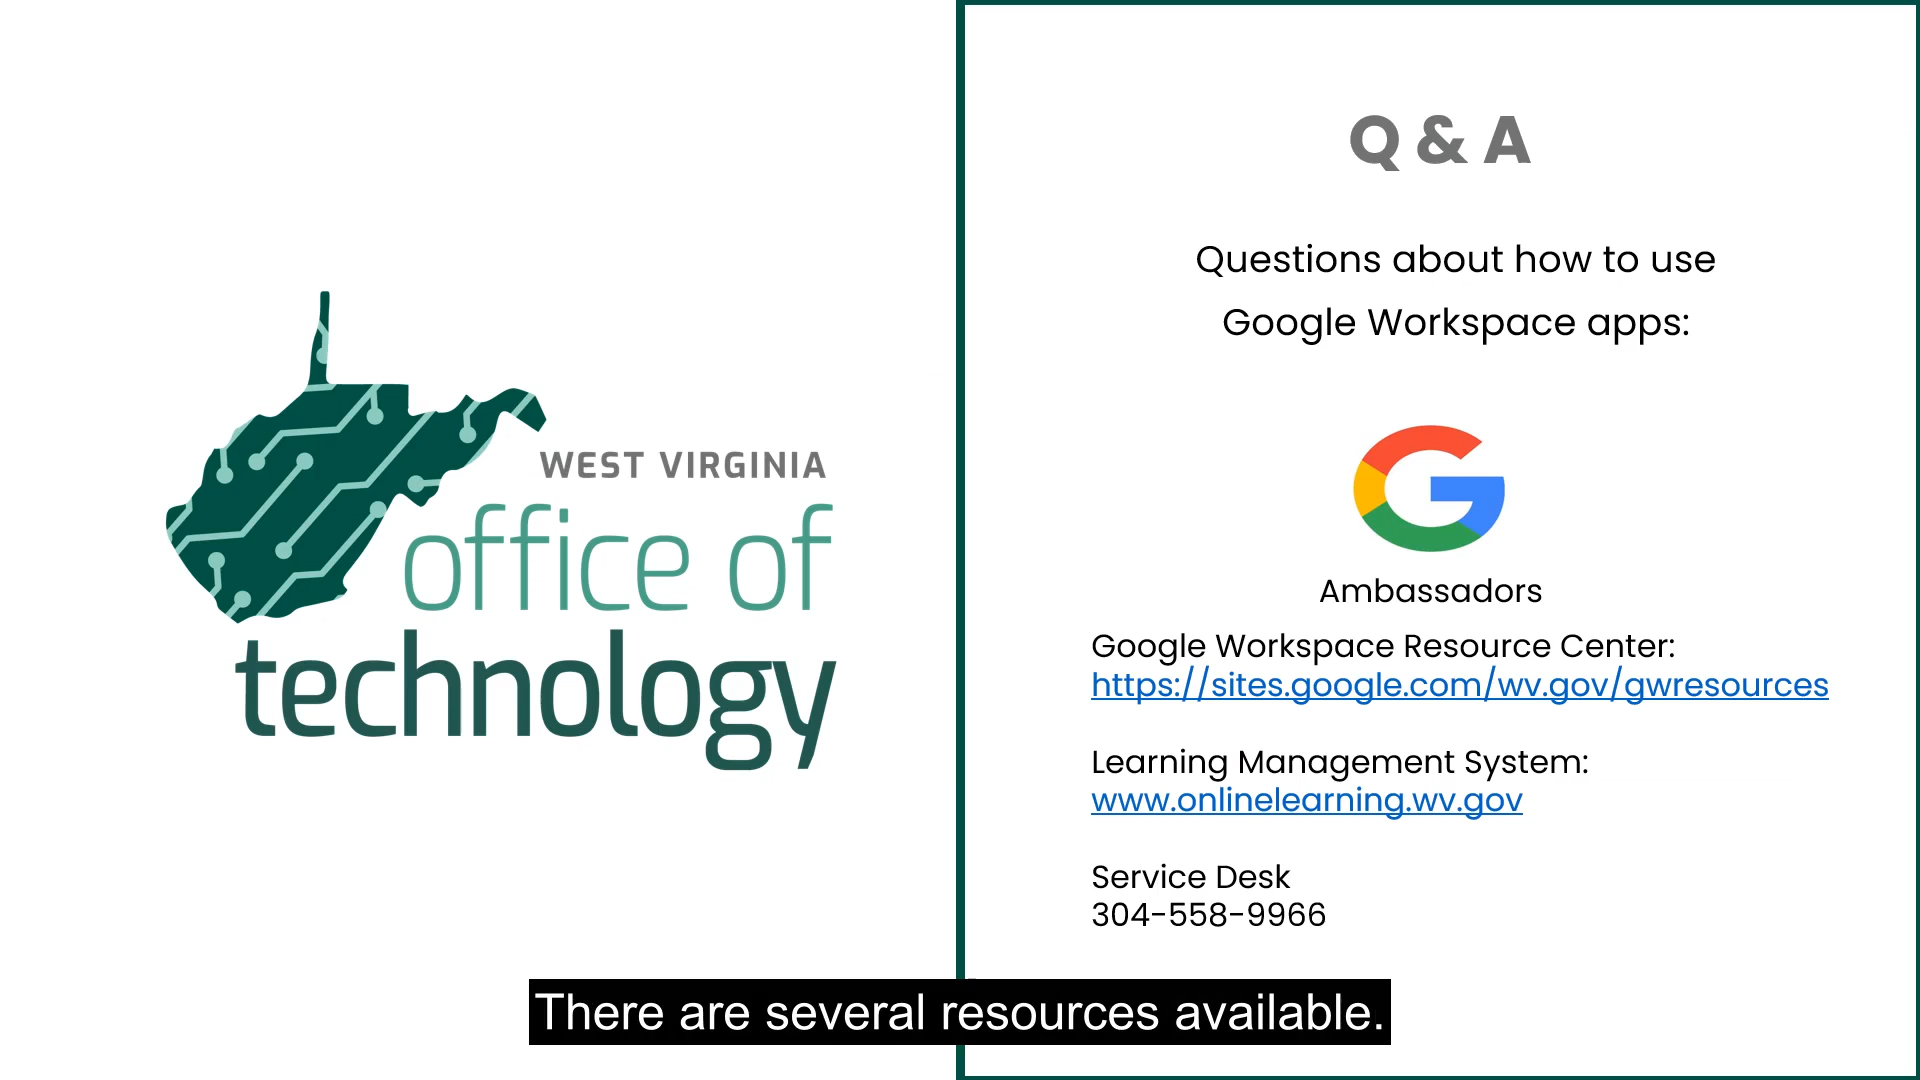 WEST VIRGINIA
office of
technology
Q & A
Questions about how to use
Google Workspace apps:
Ambassadors
Google Workspace Resource Center:
https://sites.google.com/wv.gov/gwresources
Learning Management System:
www.onlinelearning.wv.gov
Service Desk
304-558-9966
There are several resources available.